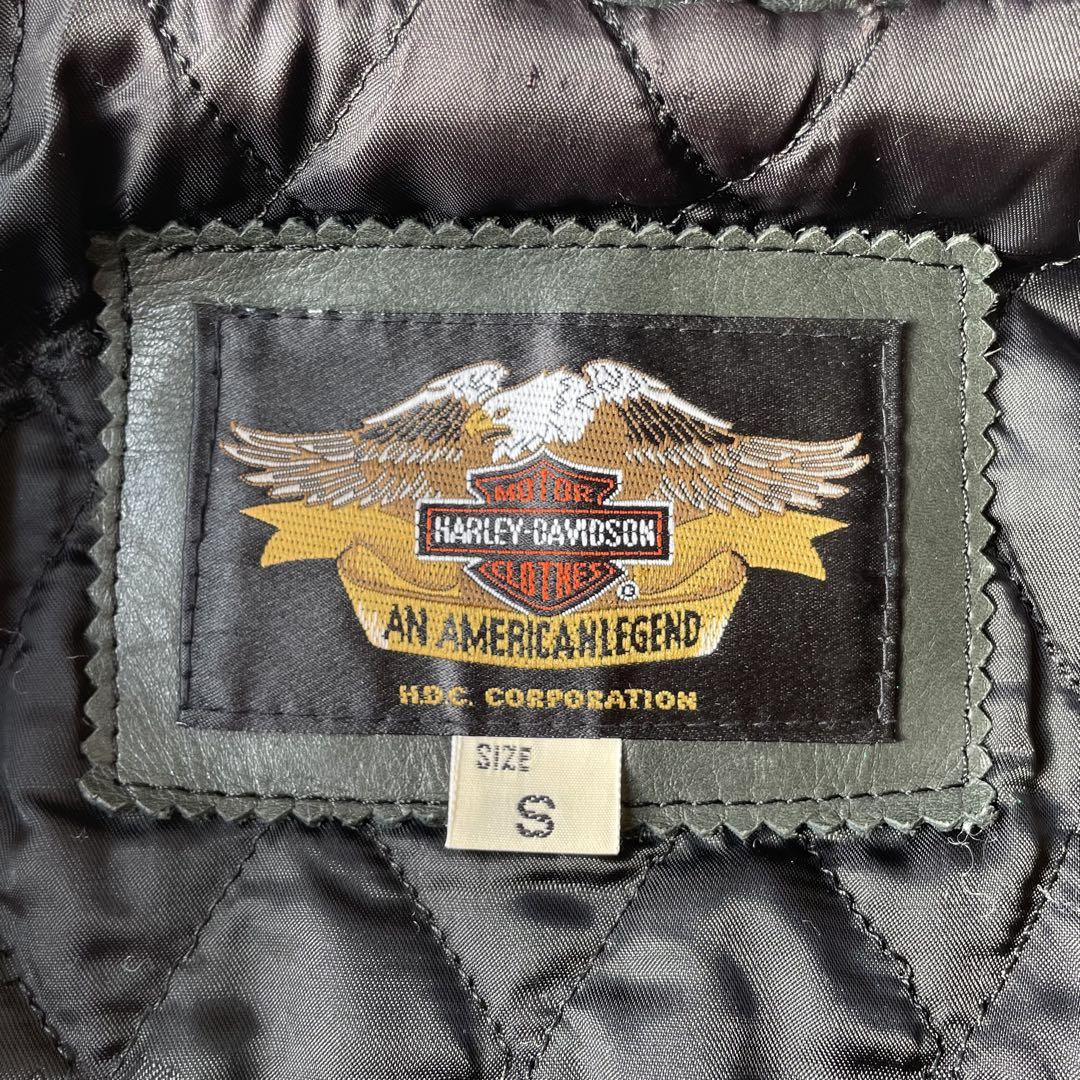 MOTOR
HARLEY-DAVIDSON
CLOTHES
AN AMERICAN LEGEND
H.D.C. CORPORATION
SIZE
S